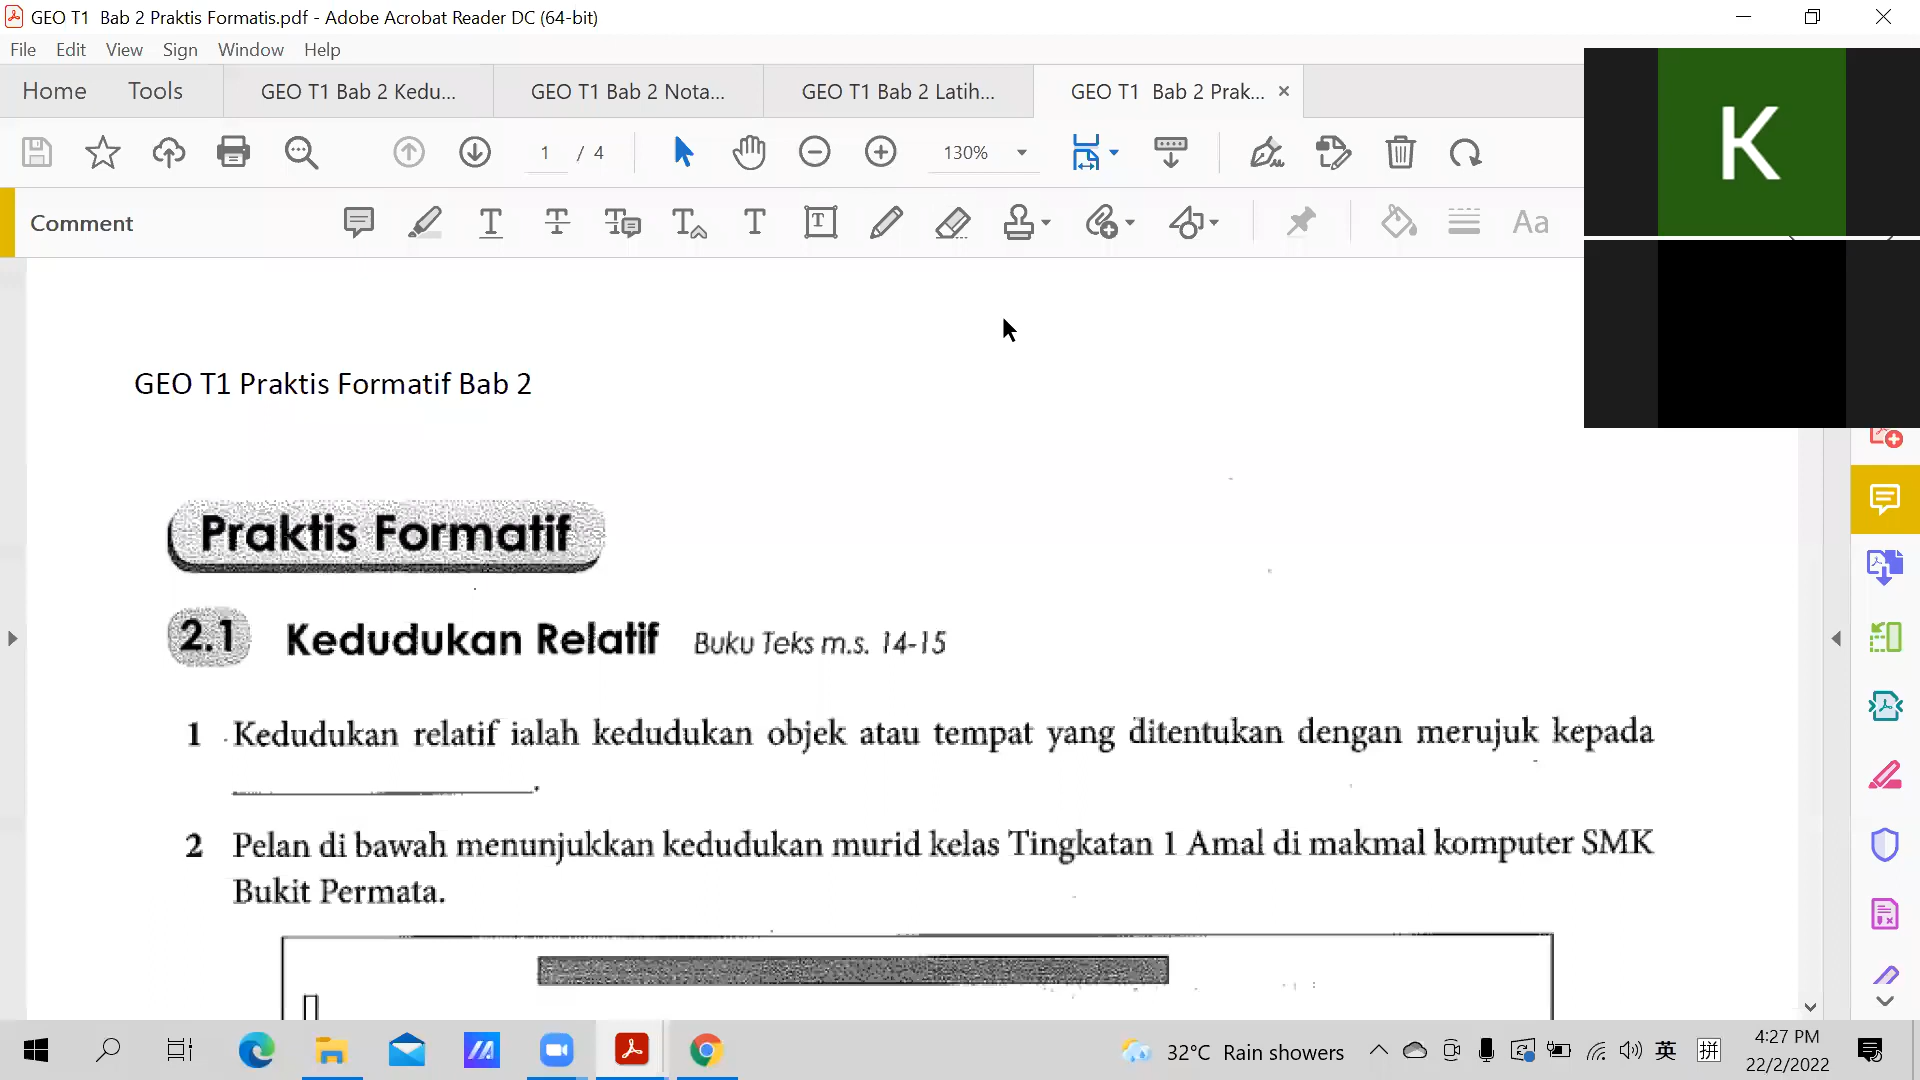 GEO T1  Bab 2 Praktis Formatis.pdf - Adobe Acrobat Reader DC (64-bit)
File Edit View Sign Window Help
Home Tools GEO T1 Bab 2 Kedu... GEO T1 Bab 2 Nota... GEO T1 Bab 2 Latih... GEO T1  Bab 2 Prak...
1 / 4 130%
K
Comment
Aa
GEO T1 Praktis Formatif Bab 2
Praktis Formatif
2.1 Kedudukan Relatif Buku Teks m.s. 14-15
1 Kedudukan relatif ialah kedudukan objek atau tempat yang ditentukan dengan merujuk kepada
.
2 Pelan di bawah menunjukkan kedudukan murid kelas Tingkatan 1 Amal di makmal komputer SMK
Bukit Permata.
32°C Rain showers 英 拼 4:27 PM
22/2/2022